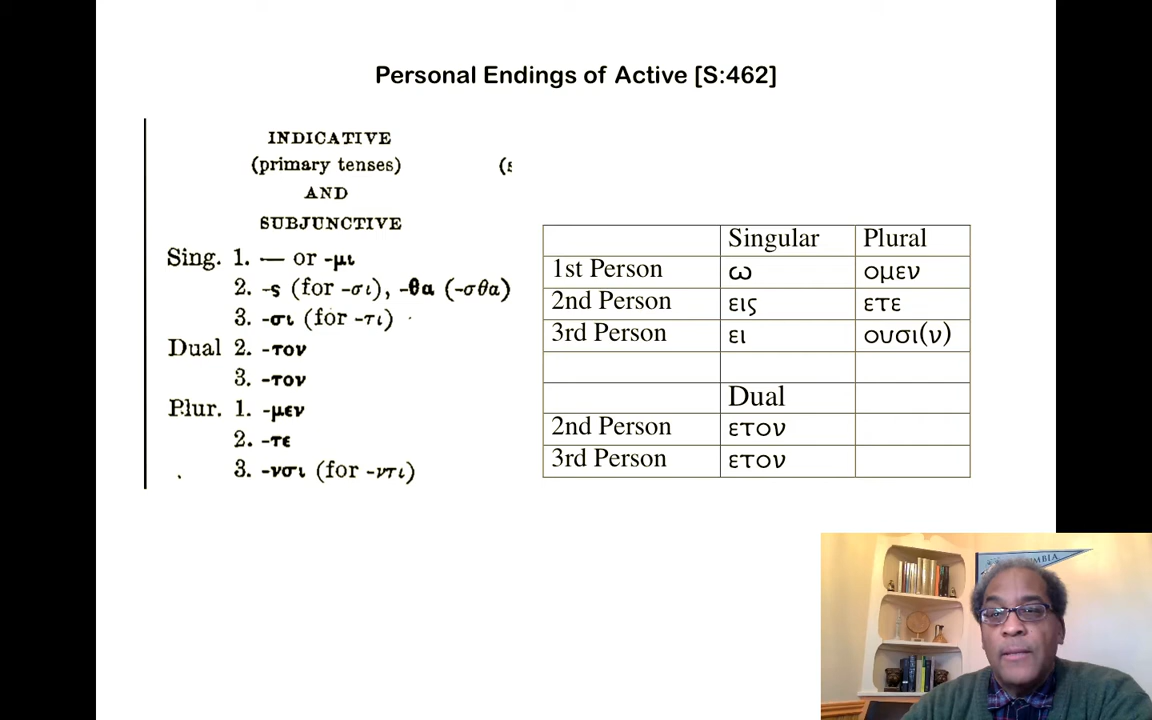 Personal Endings of Active [S:462]
INDICATIVE
(primary tenses)
AND
SUBJUNCTIVE
Sing. 1. — or -μι
2. -ς (for -σι), -θα (-σθα)
3. -σι (for -τι)
Dual 2. -τον
3. -τον
Plur. 1. -μεν
2. -τε
3. -νσι (for -ντι)
Singular Plural
1st Person ω ομεν
2nd Person εις ετε
3rd Person ει ουσι(ν)
Dual
2nd Person ετον
3rd Person ετον